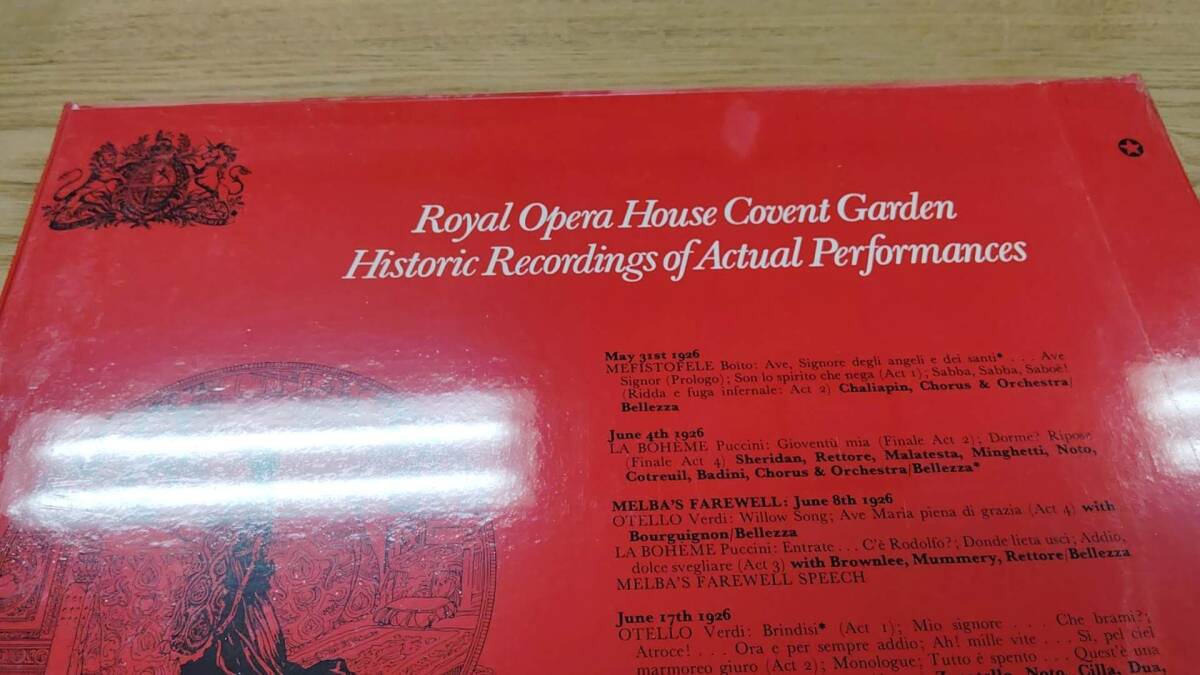 Royal Opera House Covent Garden
Historic Recordings of Actual Performances
May 31st 1926
MEFISTOFELE Boito: Ave, Signore degli angeli e dei santi* . . . Ave
Signor (Prologo); Son lo spirito che nega (Act 1); Sabba, Sabba, Saboè!
(Ridda e fuga infernale: Act 2) Chaliapin, Chorus & Orchestra/
Bellezza
June 4th 1926
LA BOHÈME Puccini: Gioventù mia (Finale Act 2); Dorme? Riposa
(Finale Act 4) Sheridan, Rettore, Malatesta, Minghetti, Noto,
Cotreuil, Badini, Chorus & Orchestra/Bellezza*
MELBA'S FAREWELL: June 8th 1926
OTELLO Verdi: Willow Song; Ave Maria piena di grazia (Act 4) with
Bourguignon/Bellezza
LA BOHÈME Puccini: Entrate . . . C'è Rodolfo?; Donde lieta uscì; Addio,
dolce svegliare (Act 3) with Brownlee, Mummery, Rettore/Bellezza
MELBA'S FAREWELL SPEECH
June 17th 1926
OTELLO Verdi: Brindisi* (Act 1); Mio signore . . . Che brami?;
Atroce! . . . Ora e per sempre addio; Ah! mille vite . . . Sì, pel ciel
marmoreo giuro (Act 2); Monologue; Tutto è spento . . . Quest'è una
Noto, Cilla, Dua,